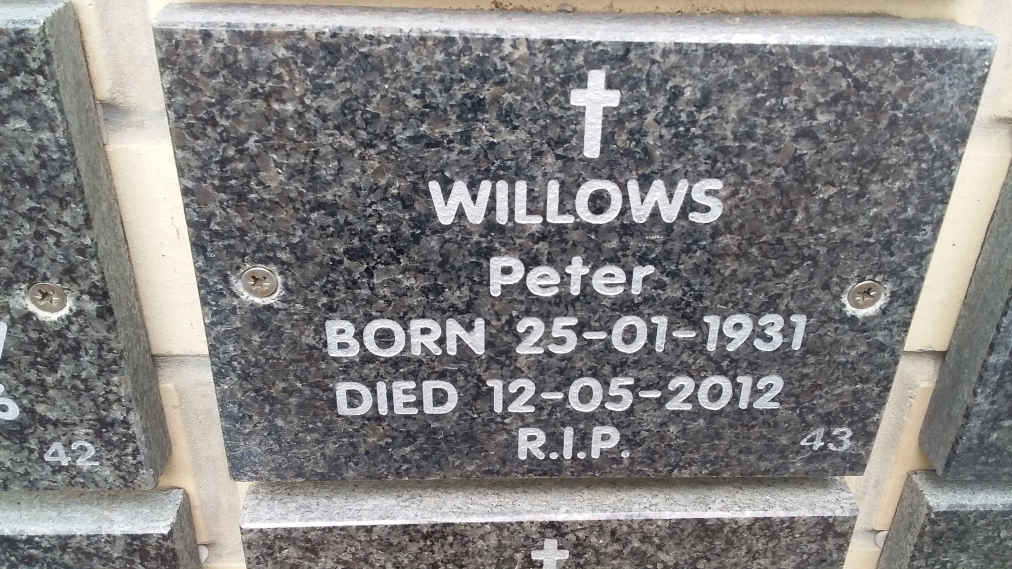 WILLOWS
Peter
BORN 25-01-1931
DIED 12-05-2012
R.I.P.
43
42